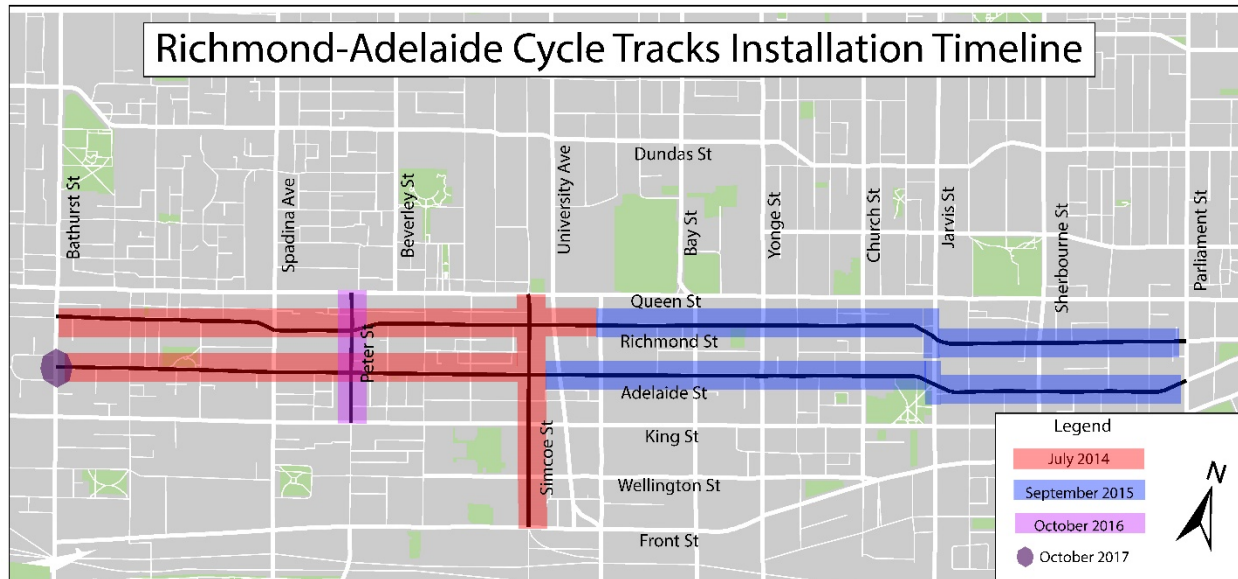 Richmond-Adelaide Cycle Tracks Installation Timeline
Dundas St
Bathurst St
Spadina Ave
Beverley St
University Ave
Bay St
Yonge St
Church St
Jarvis St
Sherbourne St
Parliament St
Queen St
Richmond St
Peter St
Adelaide St
King St
Simcoe St
Wellington St
Front St
Legend
July 2014
September 2015
October 2016
October 2017
N